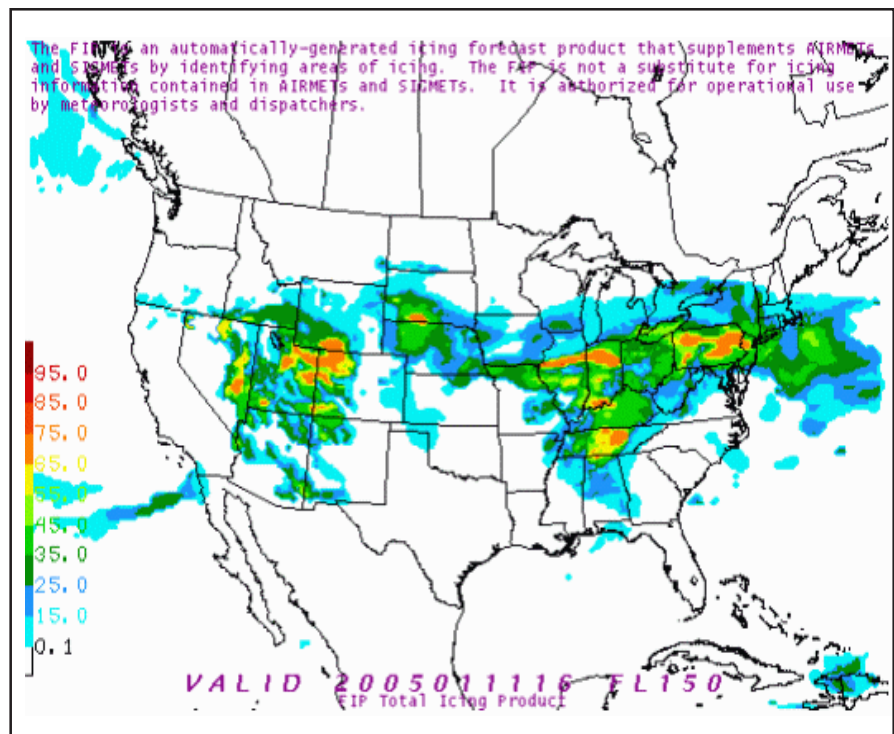 The FIP is an automatically-generated icing forecast product that supplements AIRMETs
and SIGMETs by identifying areas of icing. The FIP is not a substitute for icing
information contained in AIRMETs and SIGMETs. It is authorized for operational use
by meteorologists and dispatchers.
95.0
85.0
75.0
65.0
55.0
45.0
35.0
25.0
15.0
0.1
VALID 2005011116 FL150
FIP Total Icing Product